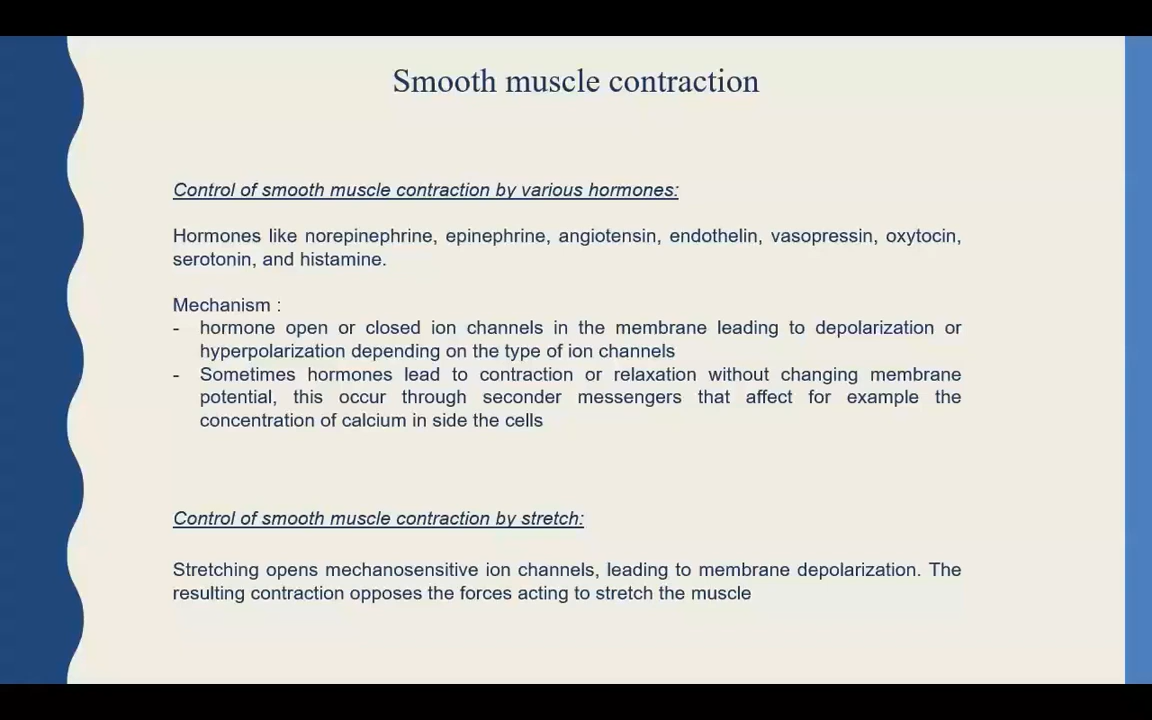 Smooth muscle contraction
Control of smooth muscle contraction by various hormones:
Hormones like norepinephrine, epinephrine, angiotensin, endothelin, vasopressin, oxytocin,
serotonin, and histamine.
Mechanism :
- hormone open or closed ion channels in the membrane leading to depolarization or
hyperpolarization depending on the type of ion channels
- Sometimes hormones lead to contraction or relaxation without changing membrane
potential, this occur through seconder messengers that affect for example the
concentration of calcium in side the cells
Control of smooth muscle contraction by stretch:
Stretching opens mechanosensitive ion channels, leading to membrane depolarization. The
resulting contraction opposes the forces acting to stretch the muscle